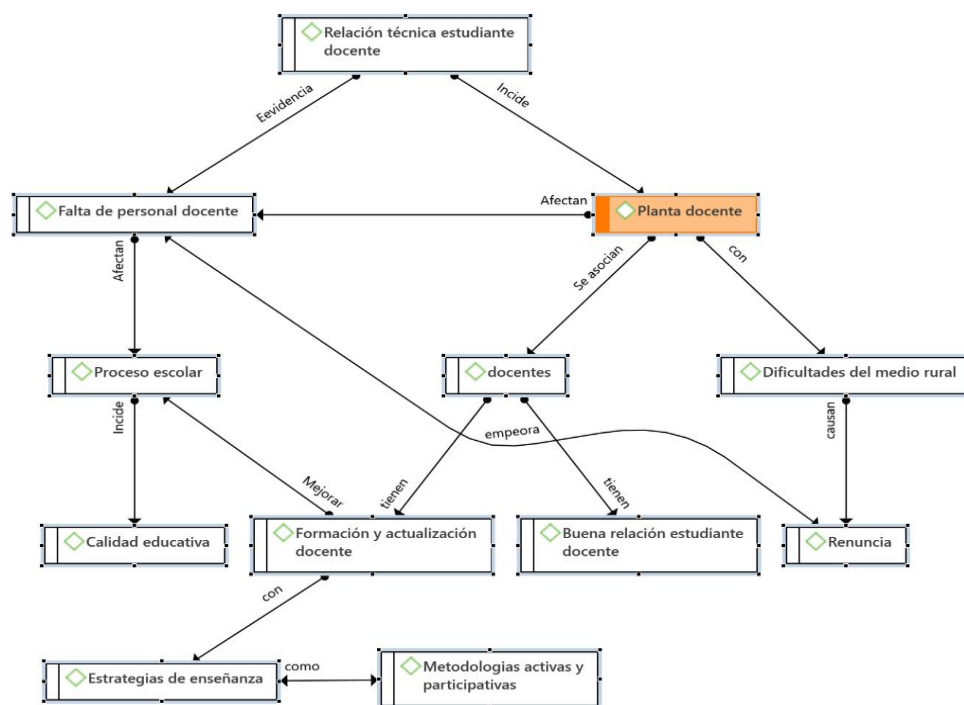 Relación técnica estudiante
docente
Eevidencia
Incide
Falta de personal docente
Afectan
Planta docente
Afectan
Se asocian
con
Proceso escolar
docentes
Dificultades del medio rural
Incide
empeora
causan
Mejorar
tienen
tienen
Calidad educativa
Formación y actualización
docente
Buena relación estudiante
docente
Renuncia
con
Estrategias de enseñanza
como
Metodologias activas y
participativas